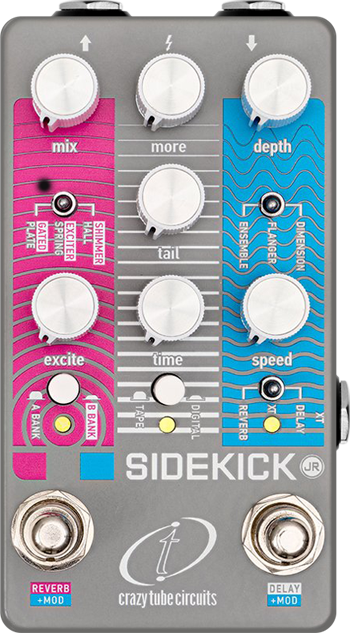 mix
more
depth
SHIMMER
HALL
EXCITER
SPRING
GATED
PLATE
tail
DIMENSION
FLANGER
ENSEMBLE
excite
time
speed
A BANK
B BANK
TAPE
DIGITAL
XT
REVERB
XT
DELAY
SIDEKICK JR
t
REVERB
+MOD
DELAY
+MOD
crazy tube circuits